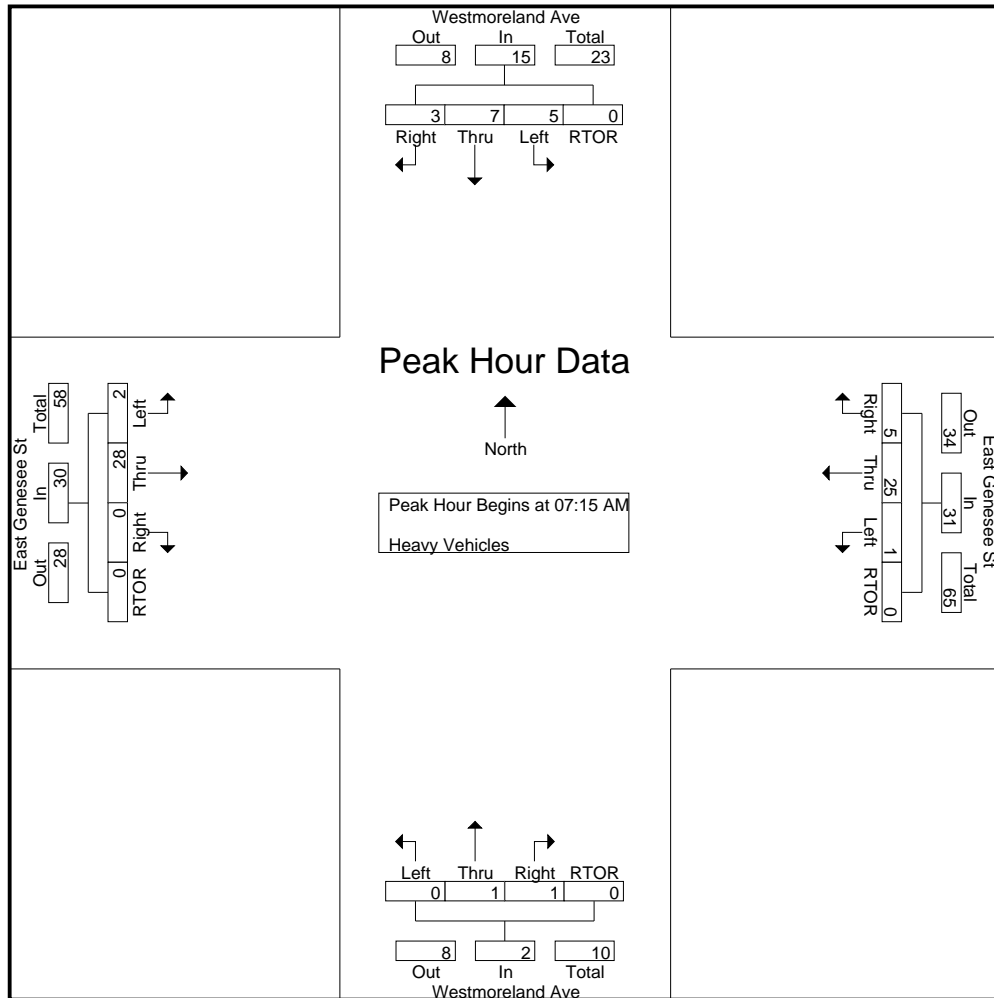 Westmoreland Ave
Out In Total
8 15 23
3 7 5 0
Right Thru Left RTOR
Peak Hour Data
North
Peak Hour Begins at 07:15 AM
Heavy Vehicles
East Genesee St
Total In Out
58 30 28
2 28 0 0
Left Thru Right RTOR
East Genesee St
Out In Total
34 31 65
5 25 1 0
Right Thru Left RTOR
Left Thru Right RTOR
0 1 1 0
8 2 10
Out In Total
Westmoreland Ave